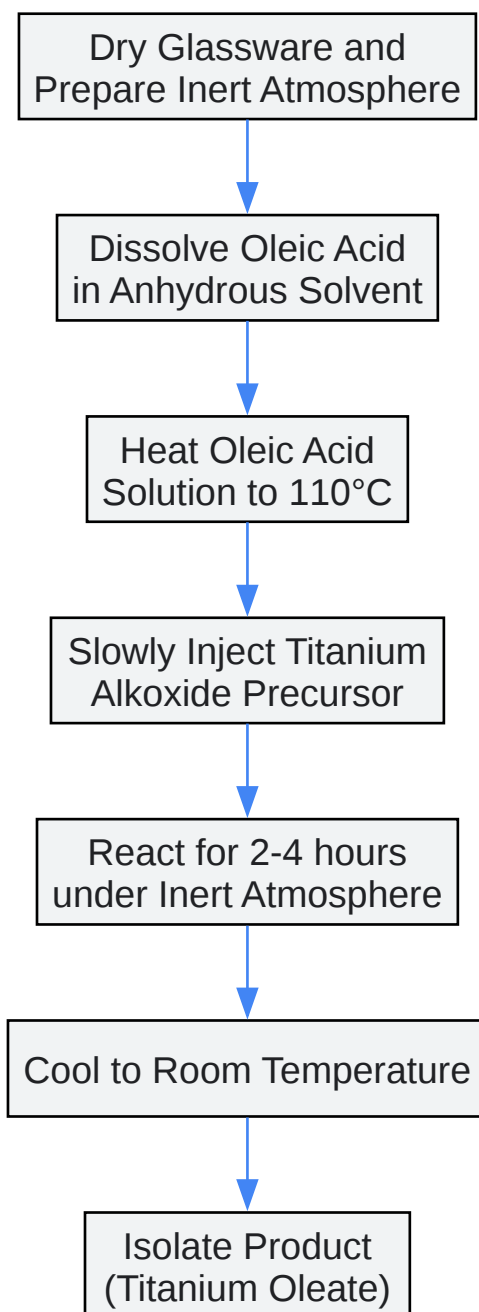 Dry Glassware and
Prepare Inert Atmosphere
Dissolve Oleic Acid
in Anhydrous Solvent
Heat Oleic Acid
Solution to 110°C
Slowly Inject Titanium
Alkoxide Precursor
React for 2-4 hours
under Inert Atmosphere
Cool to Room Temperature
Isolate Product
(Titanium Oleate)